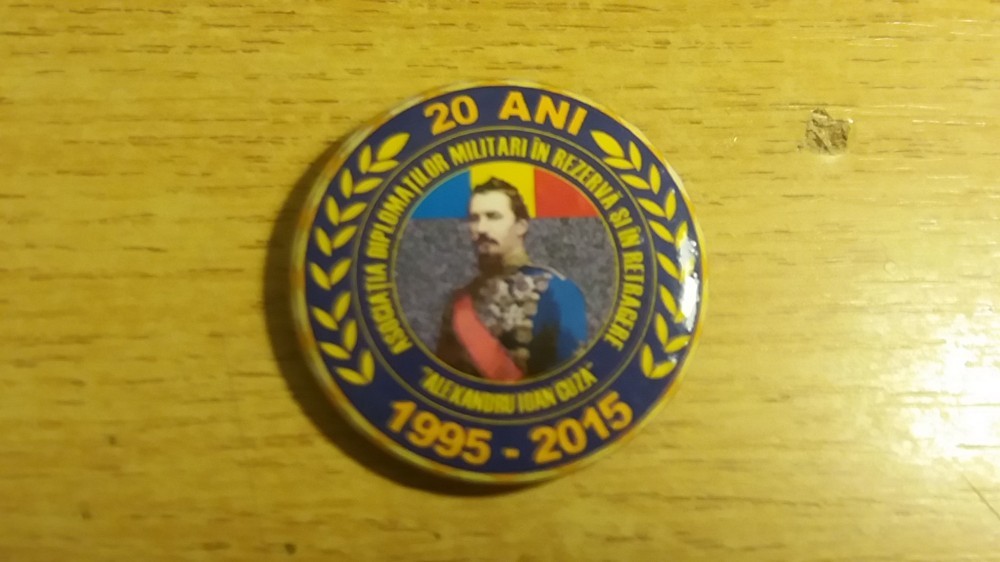 20 ANI
ASOCIAȚIA DIPLOMAȚILOR MILITARI ÎN REZERVĂ ȘI ÎN RETRAGERE
"ALEXANDRU IOAN CUZA"
1995 - 2015